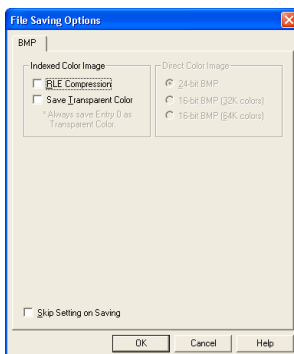 File Saving Options
BMP
Indexed Color Image
RLE Compression
Save Transparent Color
* Always save Entry 0 as
Transparent Color.
Direct Color Image
24-bit BMP
16-bit BMP (32K colors)
16-bit BMP (64K colors)
Skip Setting on Saving
OK
Cancel
Help